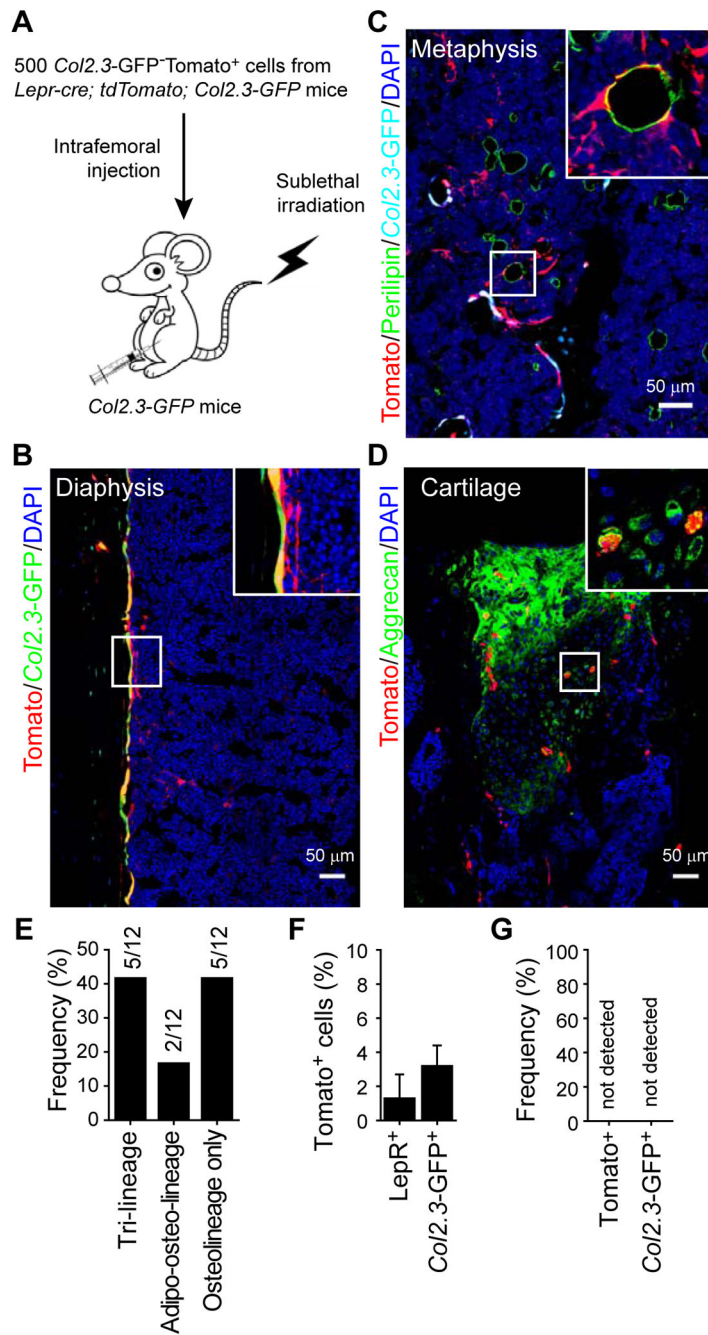 A
500 Col2.3-GFP⁻Tomato⁺ cells from
Lepr-cre; tdTomato; Col2.3-GFP mice
Intrafemoral
injection
Sublethal
irradiation
Col2.3-GFP mice
B
Tomato/Col2.3-GFP/DAPI
Diaphysis
50 μm
C
Tomato/Perilipin/Col2.3-GFP/DAPI
Metaphysis
50 μm
D
Tomato/Aggrecan/DAPI
Cartilage
50 μm
E
Frequency (%)
50
40
30
20
10
0
5/12
2/12
5/12
Tri-lineage
Adipo-osteo-lineage
Osteolineage only
F
Tomato⁺ cells (%)
10
8
6
4
2
0
LepR⁺
Col2.3-GFP⁺
G
Frequency (%)
100
80
60
40
20
0
not detected
not detected
Tomato⁺
Col2.3-GFP⁺